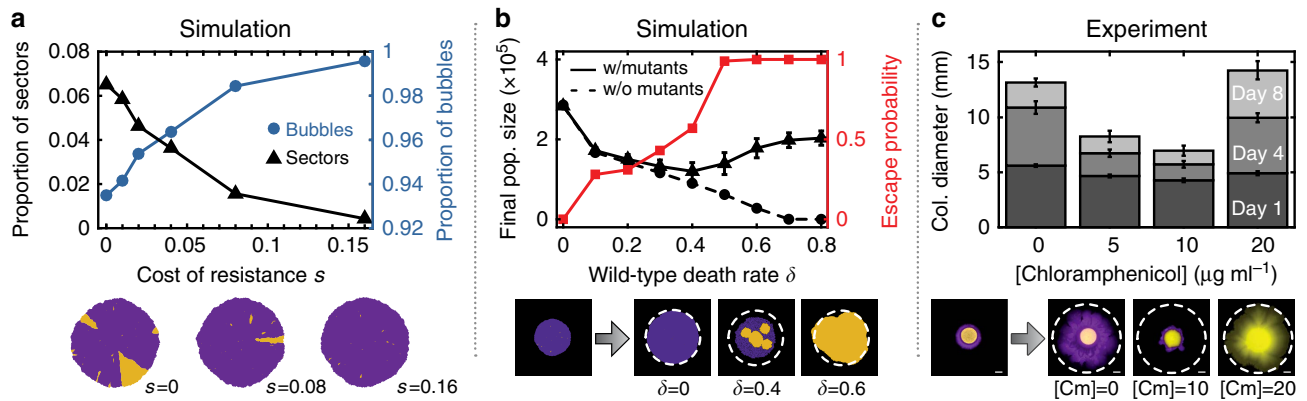 a
Simulation
Proportion of sectors
0.08
0.06
0.04
0.02
0
1
0.98
0.96
0.94
0.92
Proportion of bubbles
Bubbles
Sectors
0 0.05 0.1 0.15
Cost of resistance s
s=0
s=0.08
s=0.16
b
Simulation
Final pop. size (×10⁵)
4
2
0
w/mutants
w/o mutants
1
0.5
0
Escape probability
0 0.2 0.4 0.6 0.8
Wild-type death rate δ
δ=0
δ=0.4
δ=0.6
c
Experiment
Col. diameter (mm)
15
10
5
0
Day 8
Day 4
Day 1
0 5 10 20
[Chloramphenicol] (μg ml⁻¹)
[Cm]=0
[Cm]=10
[Cm]=20